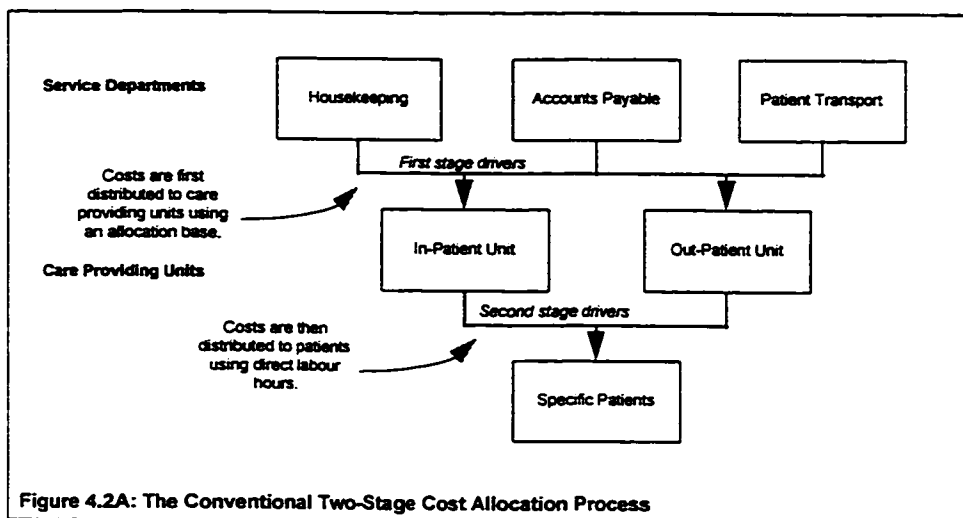 Service Departments
Housekeeping
Accounts Payable
Patient Transport
First stage drivers
Costs are first
distributed to care
providing units using
an allocation base.
In-Patient Unit
Out-Patient Unit
Care Providing Units
Second stage drivers
Costs are then
distributed to patients
using direct labour
hours.
Specific Patients
Figure 4.2A: The Conventional Two-Stage Cost Allocation Process